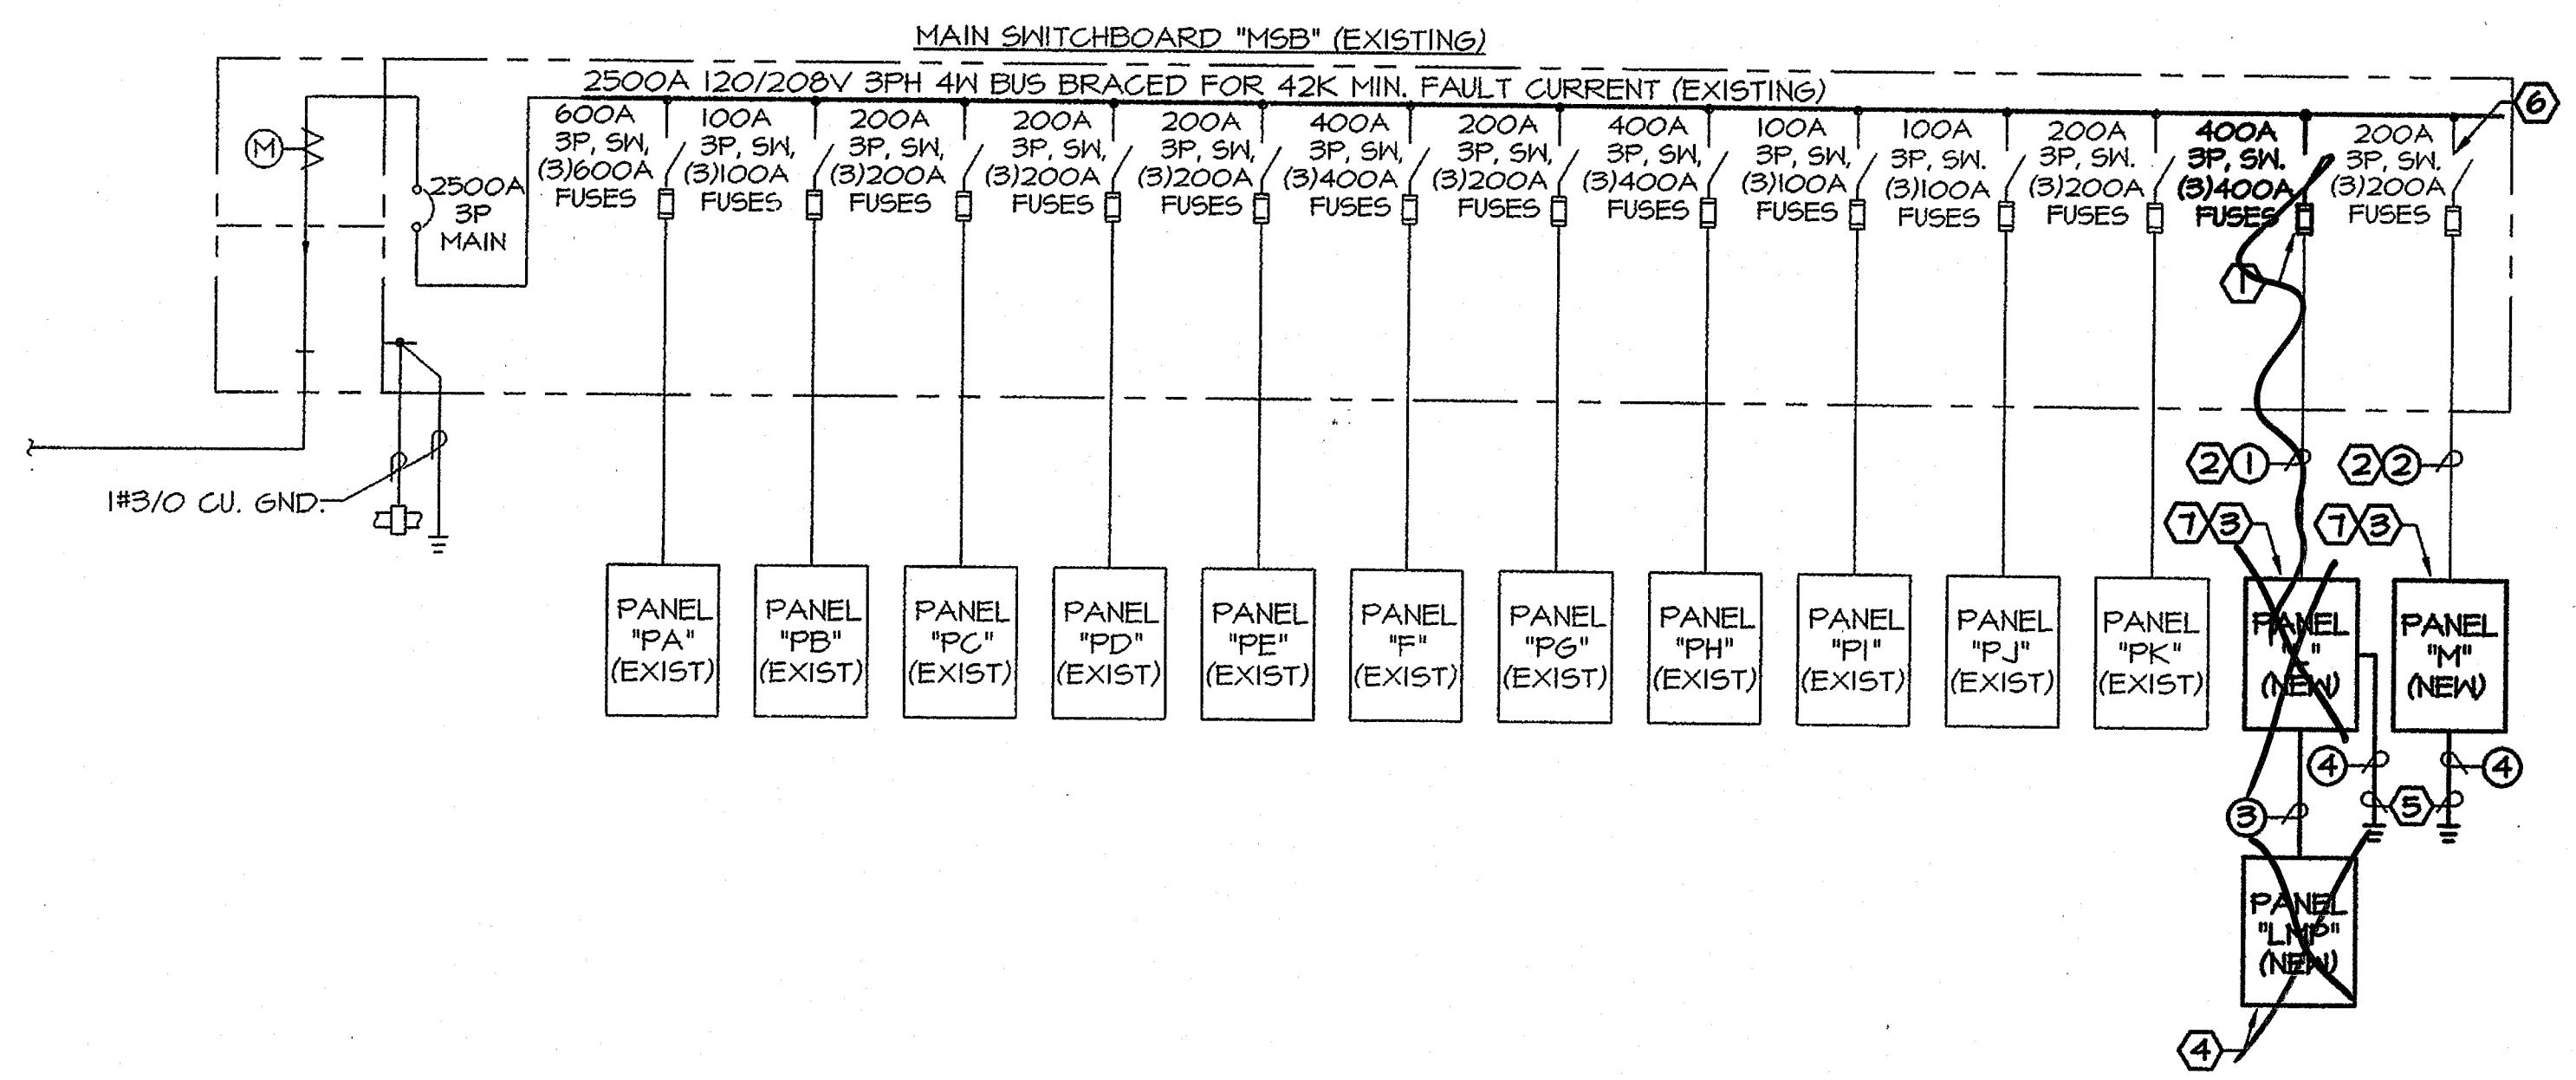 MAIN SWITCHBOARD "MSB" (EXISTING)
2500A 120/208V 3PH 4W BUS BRACED FOR 42K MIN. FAULT CURRENT (EXISTING)
6
M
2500A
3P
MAIN
600A
3P, SW,
(3)600A
FUSES
100A
3P, SW,
(3)100A
FUSES
200A
3P, SW,
(3)200A
FUSES
200A
3P, SW,
(3)200A
FUSES
200A
3P, SW,
(3)200A
FUSES
400A
3P, SW,
(3)400A
FUSES
200A
3P, SW,
(3)200A
FUSES
400A
3P, SW,
(3)400A
FUSES
100A
3P, SW,
(3)100A
FUSES
100A
3P, SW.
(3)100A
FUSES
200A
3P, SW.
(3)200A
FUSES
400A
3P, SW.
(3)400A
FUSES
200A
3P, SW.
(3)200A
FUSES
1
1#3/0 CU. GND.
2 1
2 2
7 3
7 3
PANEL
"PA"
(EXIST)
PANEL
"PB"
(EXIST)
PANEL
"PC"
(EXIST)
PANEL
"PD"
(EXIST)
PANEL
"PE"
(EXIST)
PANEL
"F"
(EXIST)
PANEL
"PG"
(EXIST)
PANEL
"PH"
(EXIST)
PANEL
"PI"
(EXIST)
PANEL
"PJ"
(EXIST)
PANEL
"PK"
(EXIST)
PANEL
(NEW)
PANEL
"M"
(NEW)
4
4
3
5
PANEL
"LMP"
(NEW)
4